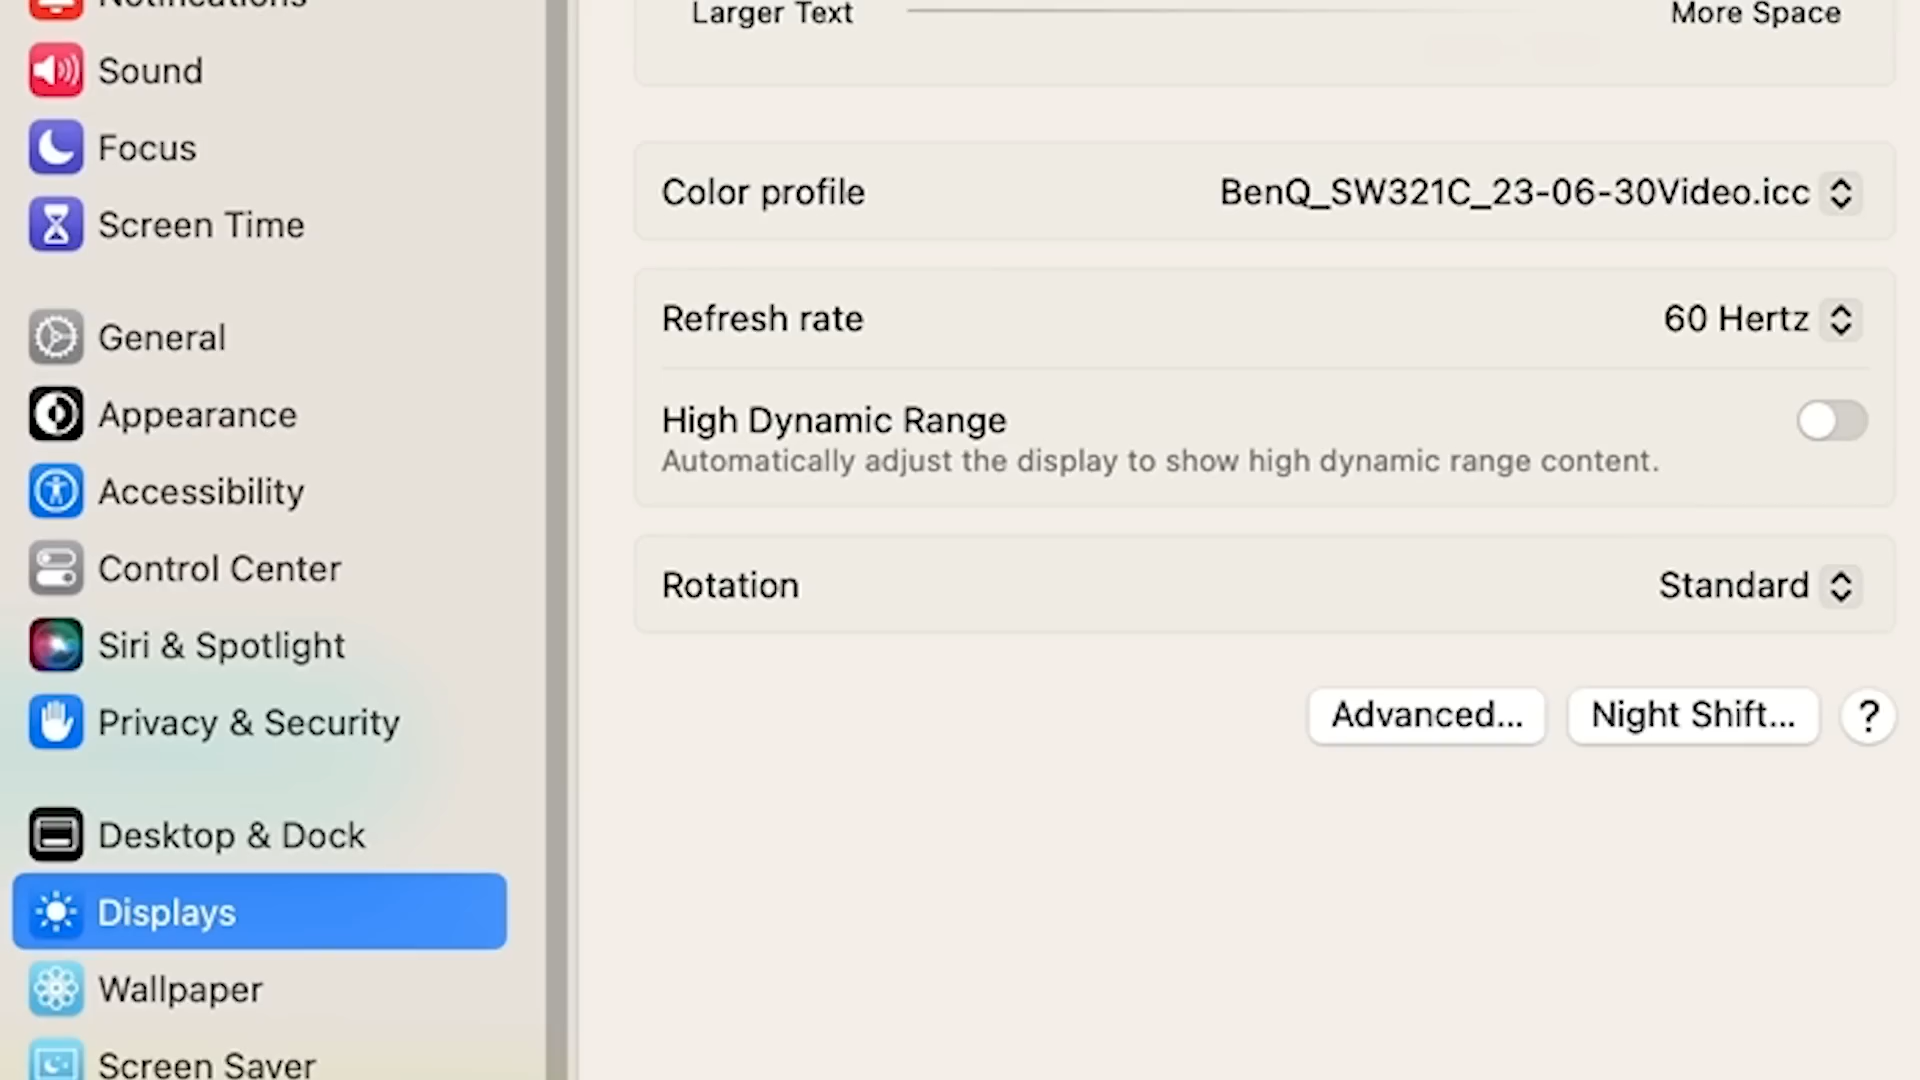 Notifications
Sound
Focus
Screen Time
General
Appearance
Accessibility
Control Center
Siri & Spotlight
Privacy & Security
Desktop & Dock
Displays
Wallpaper
Screen Saver
Larger Text
More Space
Color profile
BenQ_SW321C_23-06-30Video.icc
Refresh rate
60 Hertz
High Dynamic Range
Automatically adjust the display to show high dynamic range content.
Rotation
Standard
Advanced...
Night Shift...
?